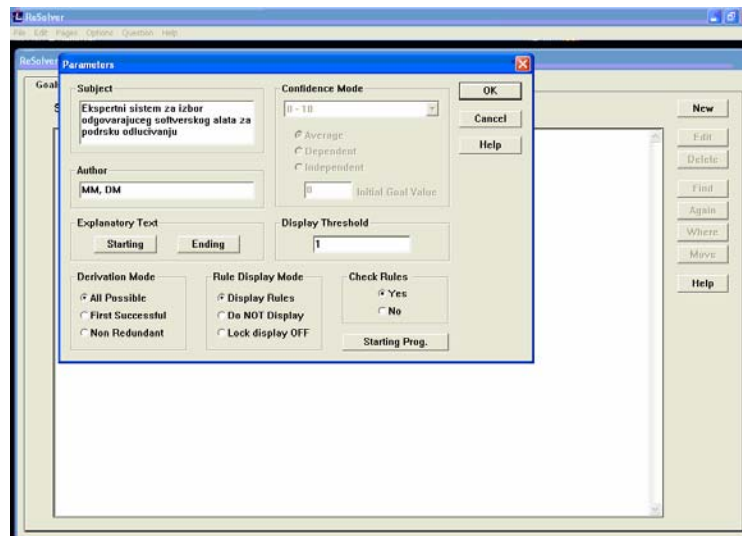 ReSolver
File Edit Pages Options Question Help
ReSolver
Parameters
Goal
Subject
Ekspertni sistem za izbor
odgovarajuceg softverskog alata za
podrsku odlucivanju
Author
MM, DM
Explanatory Text
Starting
Ending
Derivation Mode
All Possible
First Successful
Non Redundant
Rule Display Mode
Display Rules
Do NOT Display
Lock display OFF
Confidence Mode
0 - 10
Average
Dependent
Independent
0 Initial Goal Value
Display Threshold
1
Check Rules
Yes
No
Starting Prog.
OK
Cancel
Help
New
Edit
Delete
Find
Again
Where
Move
Help